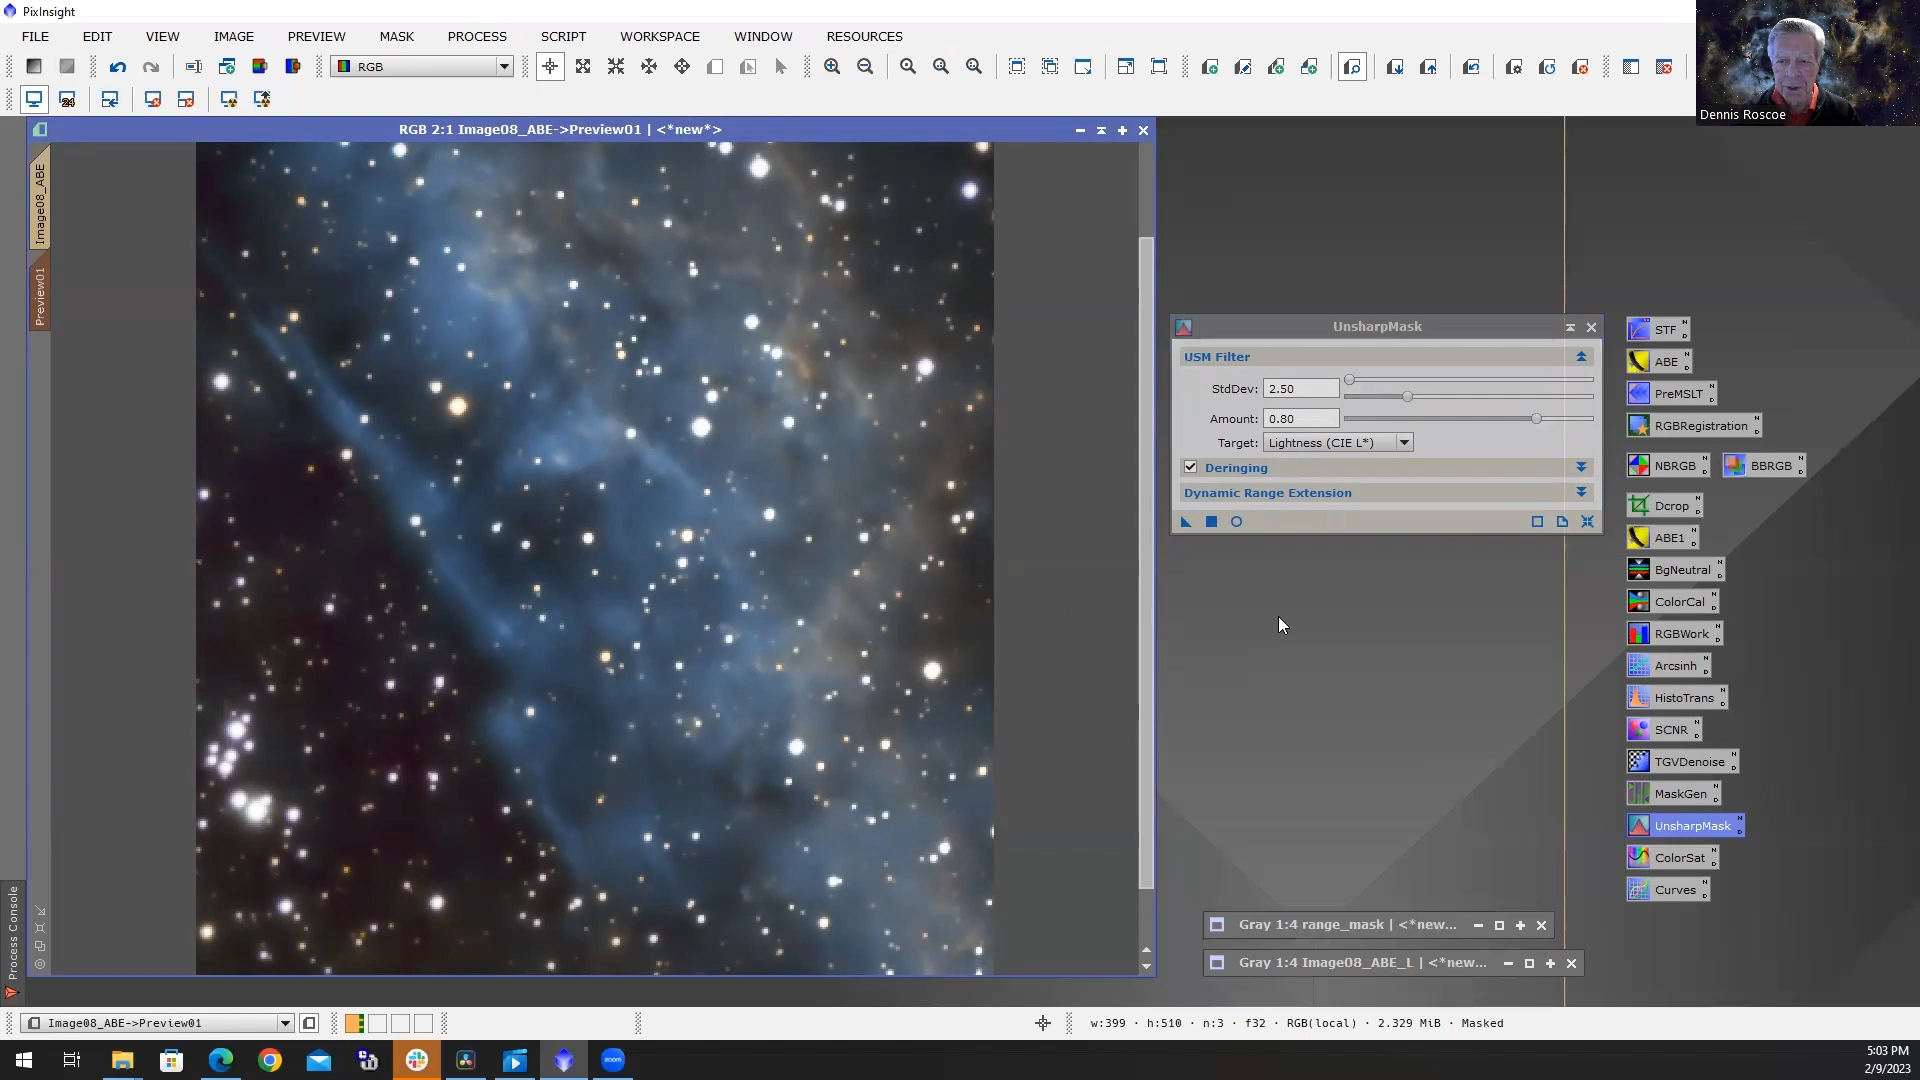 PixInsight
FILE EDIT VIEW IMAGE PREVIEW MASK PROCESS SCRIPT WORKSPACE WINDOW RESOURCES
RGB
24
Dennis Roscoe
RGB 2:1 Image08_ABE->Preview01 | <*new*>
Image08_ABE
Preview01
UnsharpMask
USM Filter
StdDev: 2.50
Amount: 0.80
Target: Lightness (CIE L*)
Deringing
Dynamic Range Extension
STF
ABE
PreMSLT
RGBRegistration
NBRGB BBRGB
Dcrop
ABE1
BgNeutral
ColorCal
RGBWork
Arcsinh
HistoTrans
SCNR
TGVDenoise
MaskGen
UnsharpMask
ColorSat
Curves
Process Console
Gray 1:4 range_mask | <*new...
Gray 1:4 Image08_ABE_L | <*new...
Image08_ABE->Preview01
w:399 · h:510 · n:3 · f32 · RGB(local) · 2.329 MiB · Masked
zoom
5:03 PM
2/9/2023